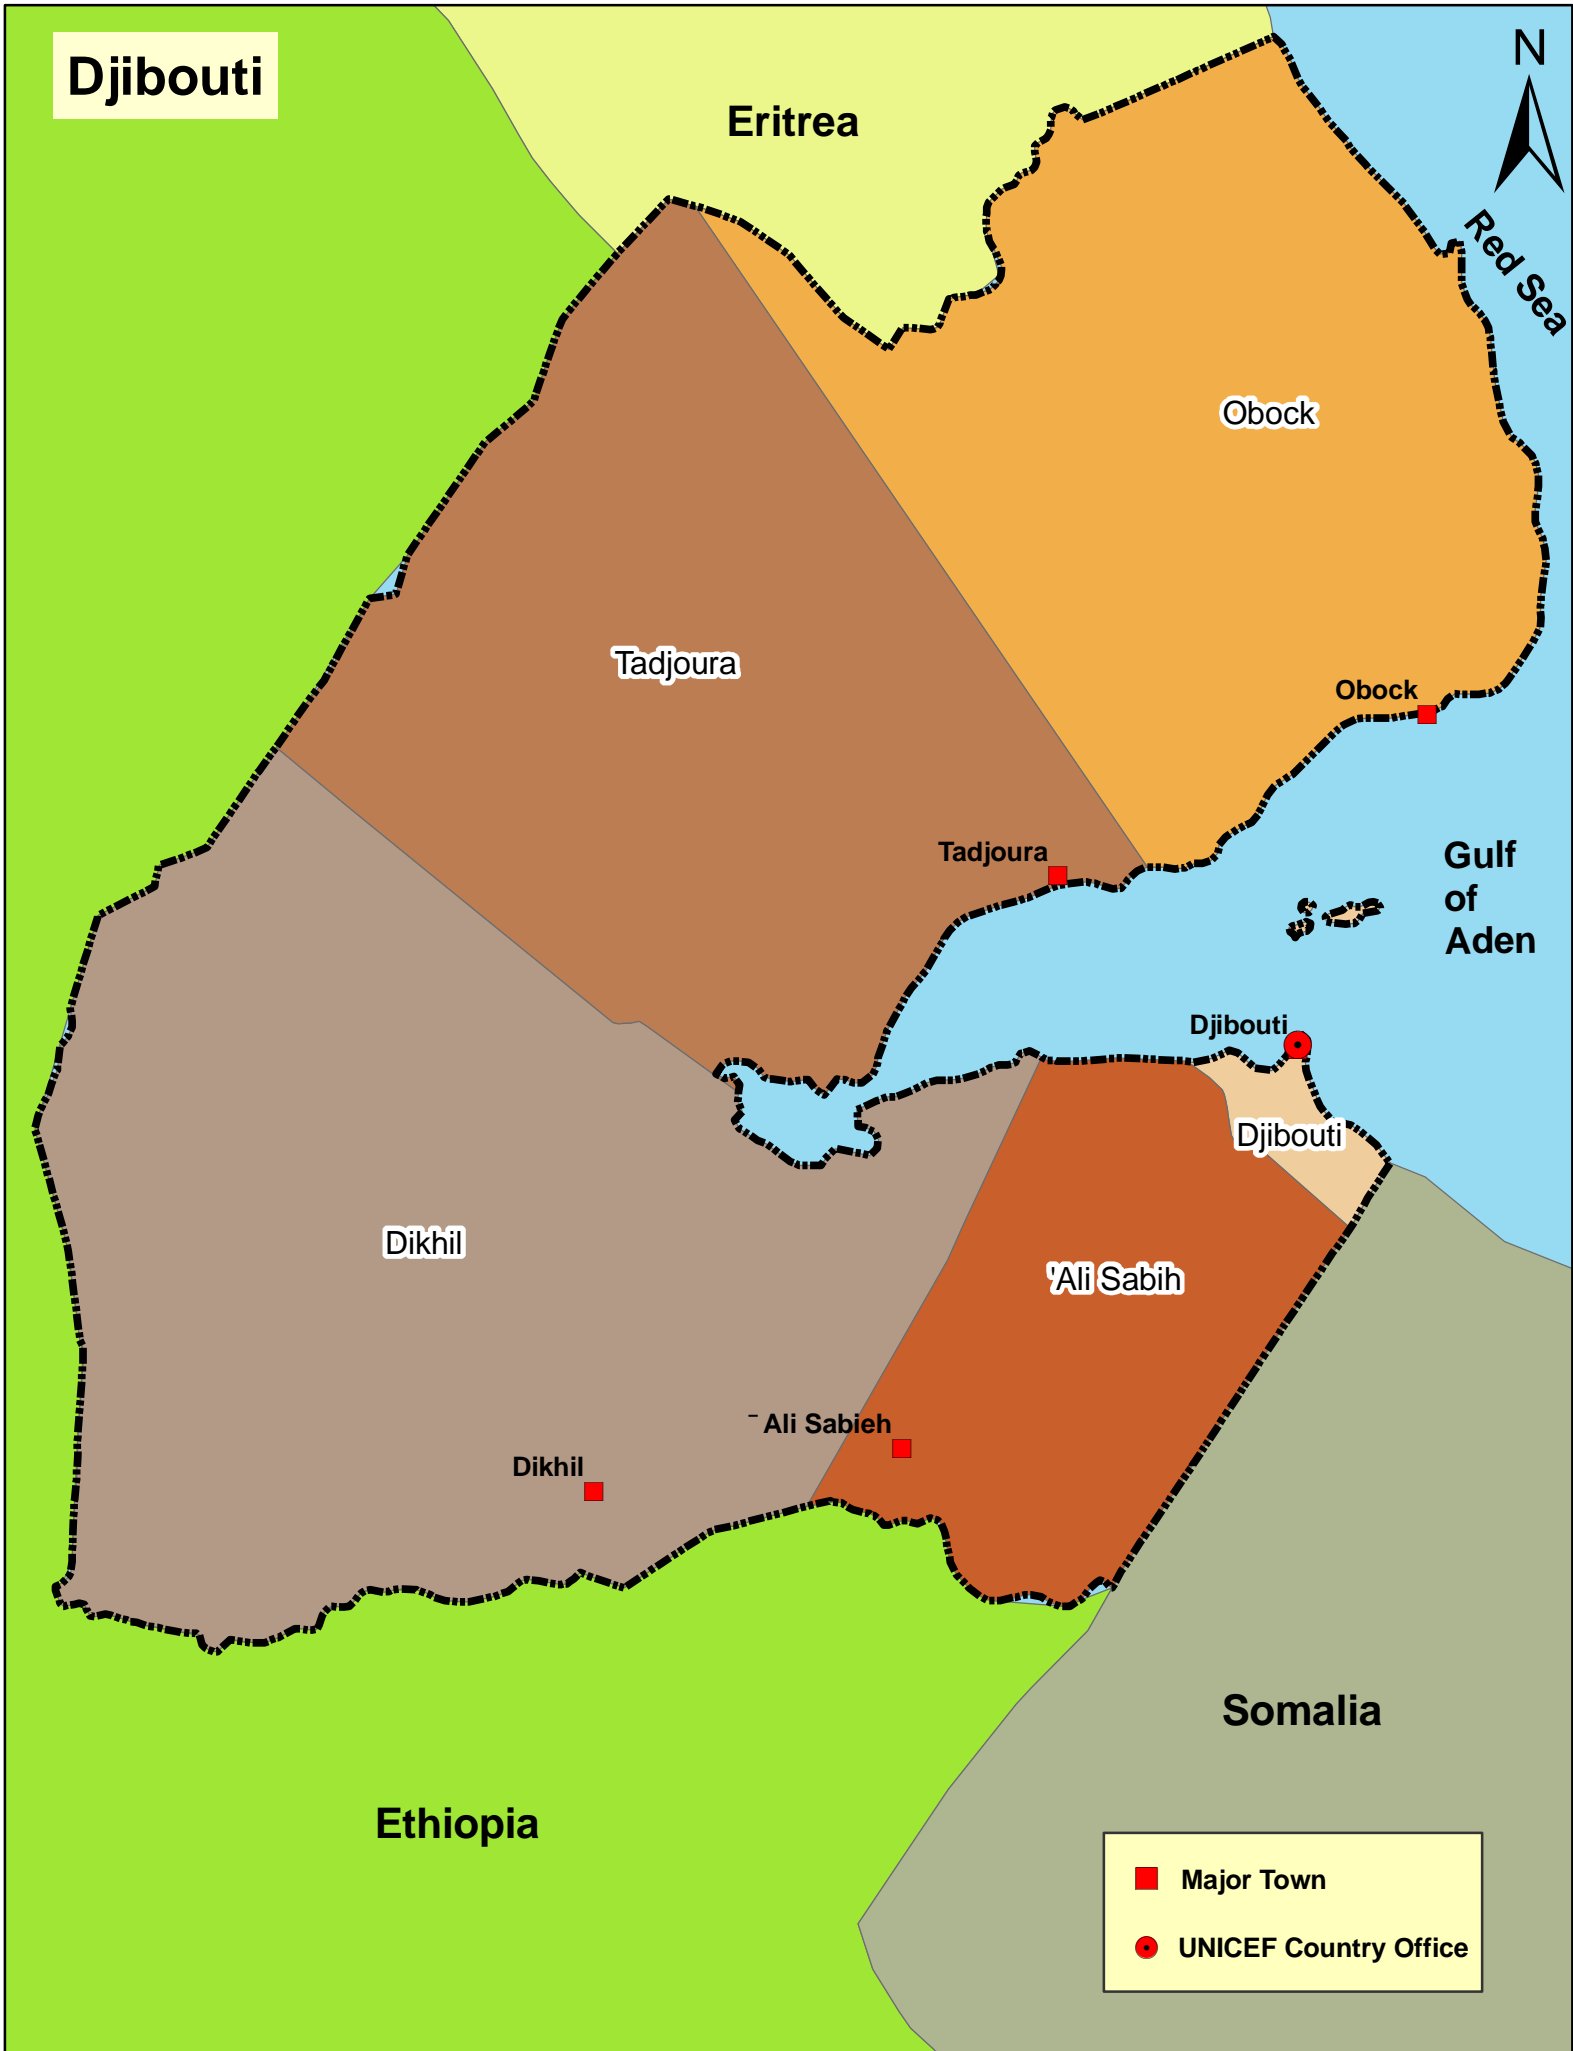 Djibouti
N
Eritrea
Red Sea
Obock
Tadjoura
Obock
Tadjoura
Gulf
of
Aden
Djibouti
Djibouti
Dikhil
'Ali Sabih
¯ Ali Sabieh
Dikhil
Somalia
Ethiopia
Major Town
UNICEF Country Office